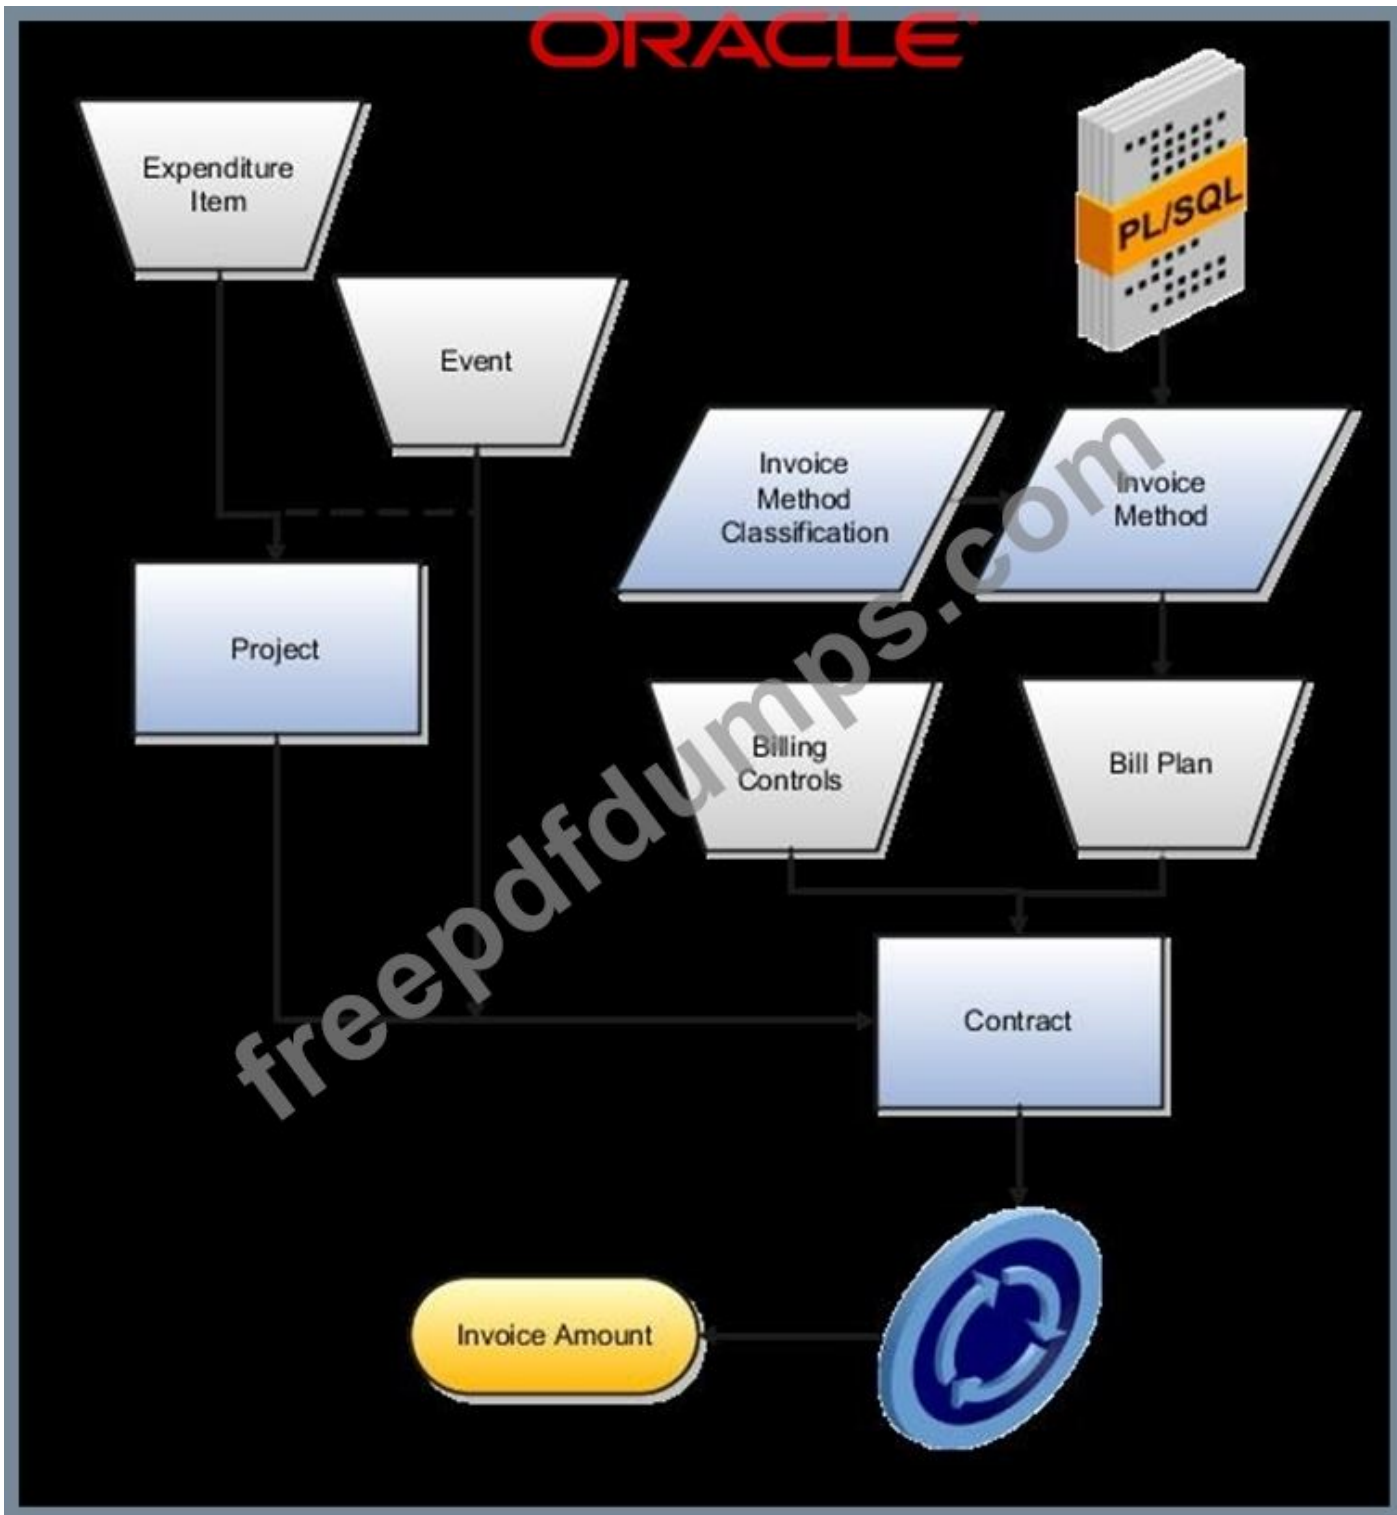 ORACLE
Expenditure
Item
PL/SQL
Event
Invoice
Method
Classification
Invoice
Method
Project
Billing
Controls
Bill Plan
freepdfdumps.com
Contract
Invoice Amount